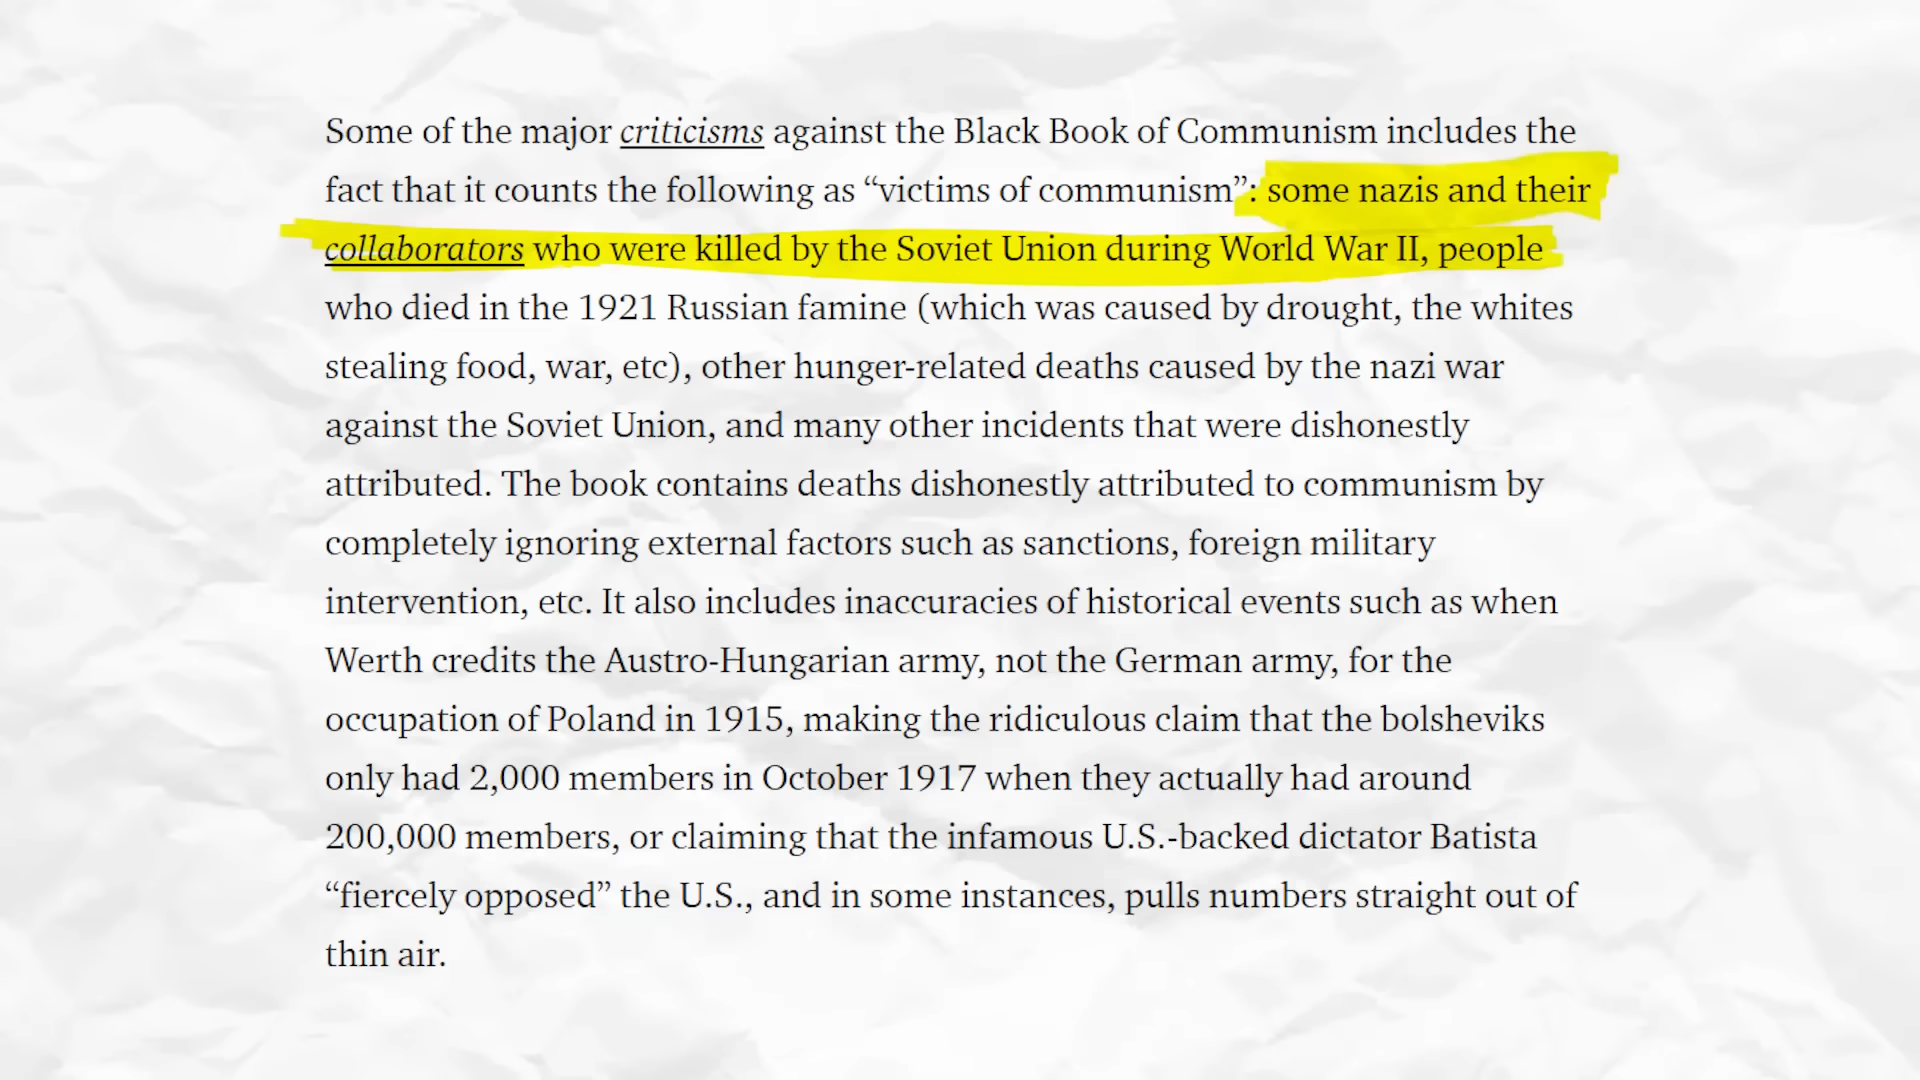 Some of the major criticisms against the Black Book of Communism includes the
fact that it counts the following as “victims of communism”: some nazis and their
collaborators who were killed by the Soviet Union during World War II, people
who died in the 1921 Russian famine (which was caused by drought, the whites
stealing food, war, etc), other hunger-related deaths caused by the nazi war
against the Soviet Union, and many other incidents that were dishonestly
attributed. The book contains deaths dishonestly attributed to communism by
completely ignoring external factors such as sanctions, foreign military
intervention, etc. It also includes inaccuracies of historical events such as when
Werth credits the Austro-Hungarian army, not the German army, for the
occupation of Poland in 1915, making the ridiculous claim that the bolsheviks
only had 2,000 members in October 1917 when they actually had around
200,000 members, or claiming that the infamous U.S.-backed dictator Batista
“fiercely opposed” the U.S., and in some instances, pulls numbers straight out of
thin air.